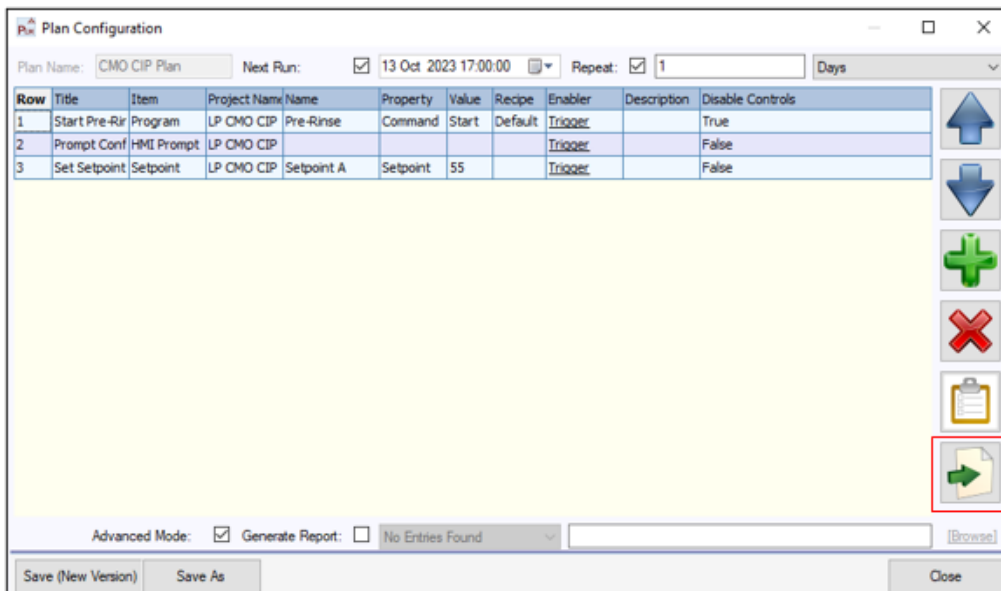 Plan Configuration
Plan Name: CMO CIP Plan Next Run: 13 Oct 2023 17:00:00 Repeat: 1 Days
Row Title Item Project Name Name Property Value Recipe Enabler Description Disable Controls
1 Start Pre-Rir Program LP CMO CIP Pre-Rinse Command Start Default Trigger True
2 Prompt Conf HMI Prompt LP CMO CIP Trigger False
3 Set Setpoint Setpoint LP CMO CIP Setpoint A Setpoint 55 Trigger False
Advanced Mode: Generate Report: No Entries Found [Browse]
Save (New Version) Save As Close